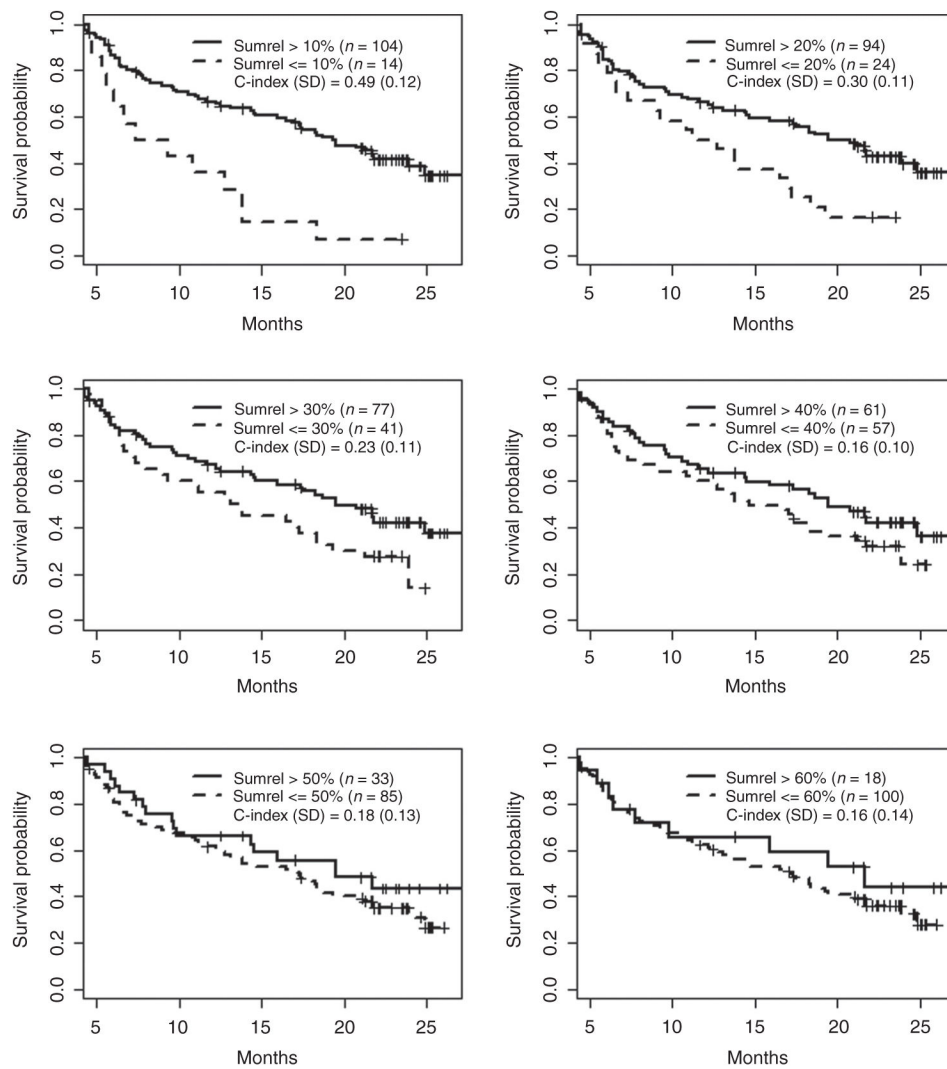 Survival probability
1.0
0.8
0.6
0.4
0.2
0.0
Sumrel > 10% (n = 104)
Sumrel <= 10% (n = 14)
C-index (SD) = 0.49 (0.12)
5 10 15 20 25
Months
Survival probability
1.0
0.8
0.6
0.4
0.2
0.0
Sumrel > 20% (n = 94)
Sumrel <= 20% (n = 24)
C-index (SD) = 0.30 (0.11)
5 10 15 20 25
Months
Survival probability
1.0
0.8
0.6
0.4
0.2
0.0
Sumrel > 30% (n = 77)
Sumrel <= 30% (n = 41)
C-index (SD) = 0.23 (0.11)
5 10 15 20 25
Months
Survival probability
1.0
0.8
0.6
0.4
0.2
0.0
Sumrel > 40% (n = 61)
Sumrel <= 40% (n = 57)
C-index (SD) = 0.16 (0.10)
5 10 15 20 25
Months
Survival probability
1.0
0.8
0.6
0.4
0.2
0.0
Sumrel > 50% (n = 33)
Sumrel <= 50% (n = 85)
C-index (SD) = 0.18 (0.13)
5 10 15 20 25
Months
Survival probability
1.0
0.8
0.6
0.4
0.2
0.0
Sumrel > 60% (n = 18)
Sumrel <= 60% (n = 100)
C-index (SD) = 0.16 (0.14)
5 10 15 20 25
Months